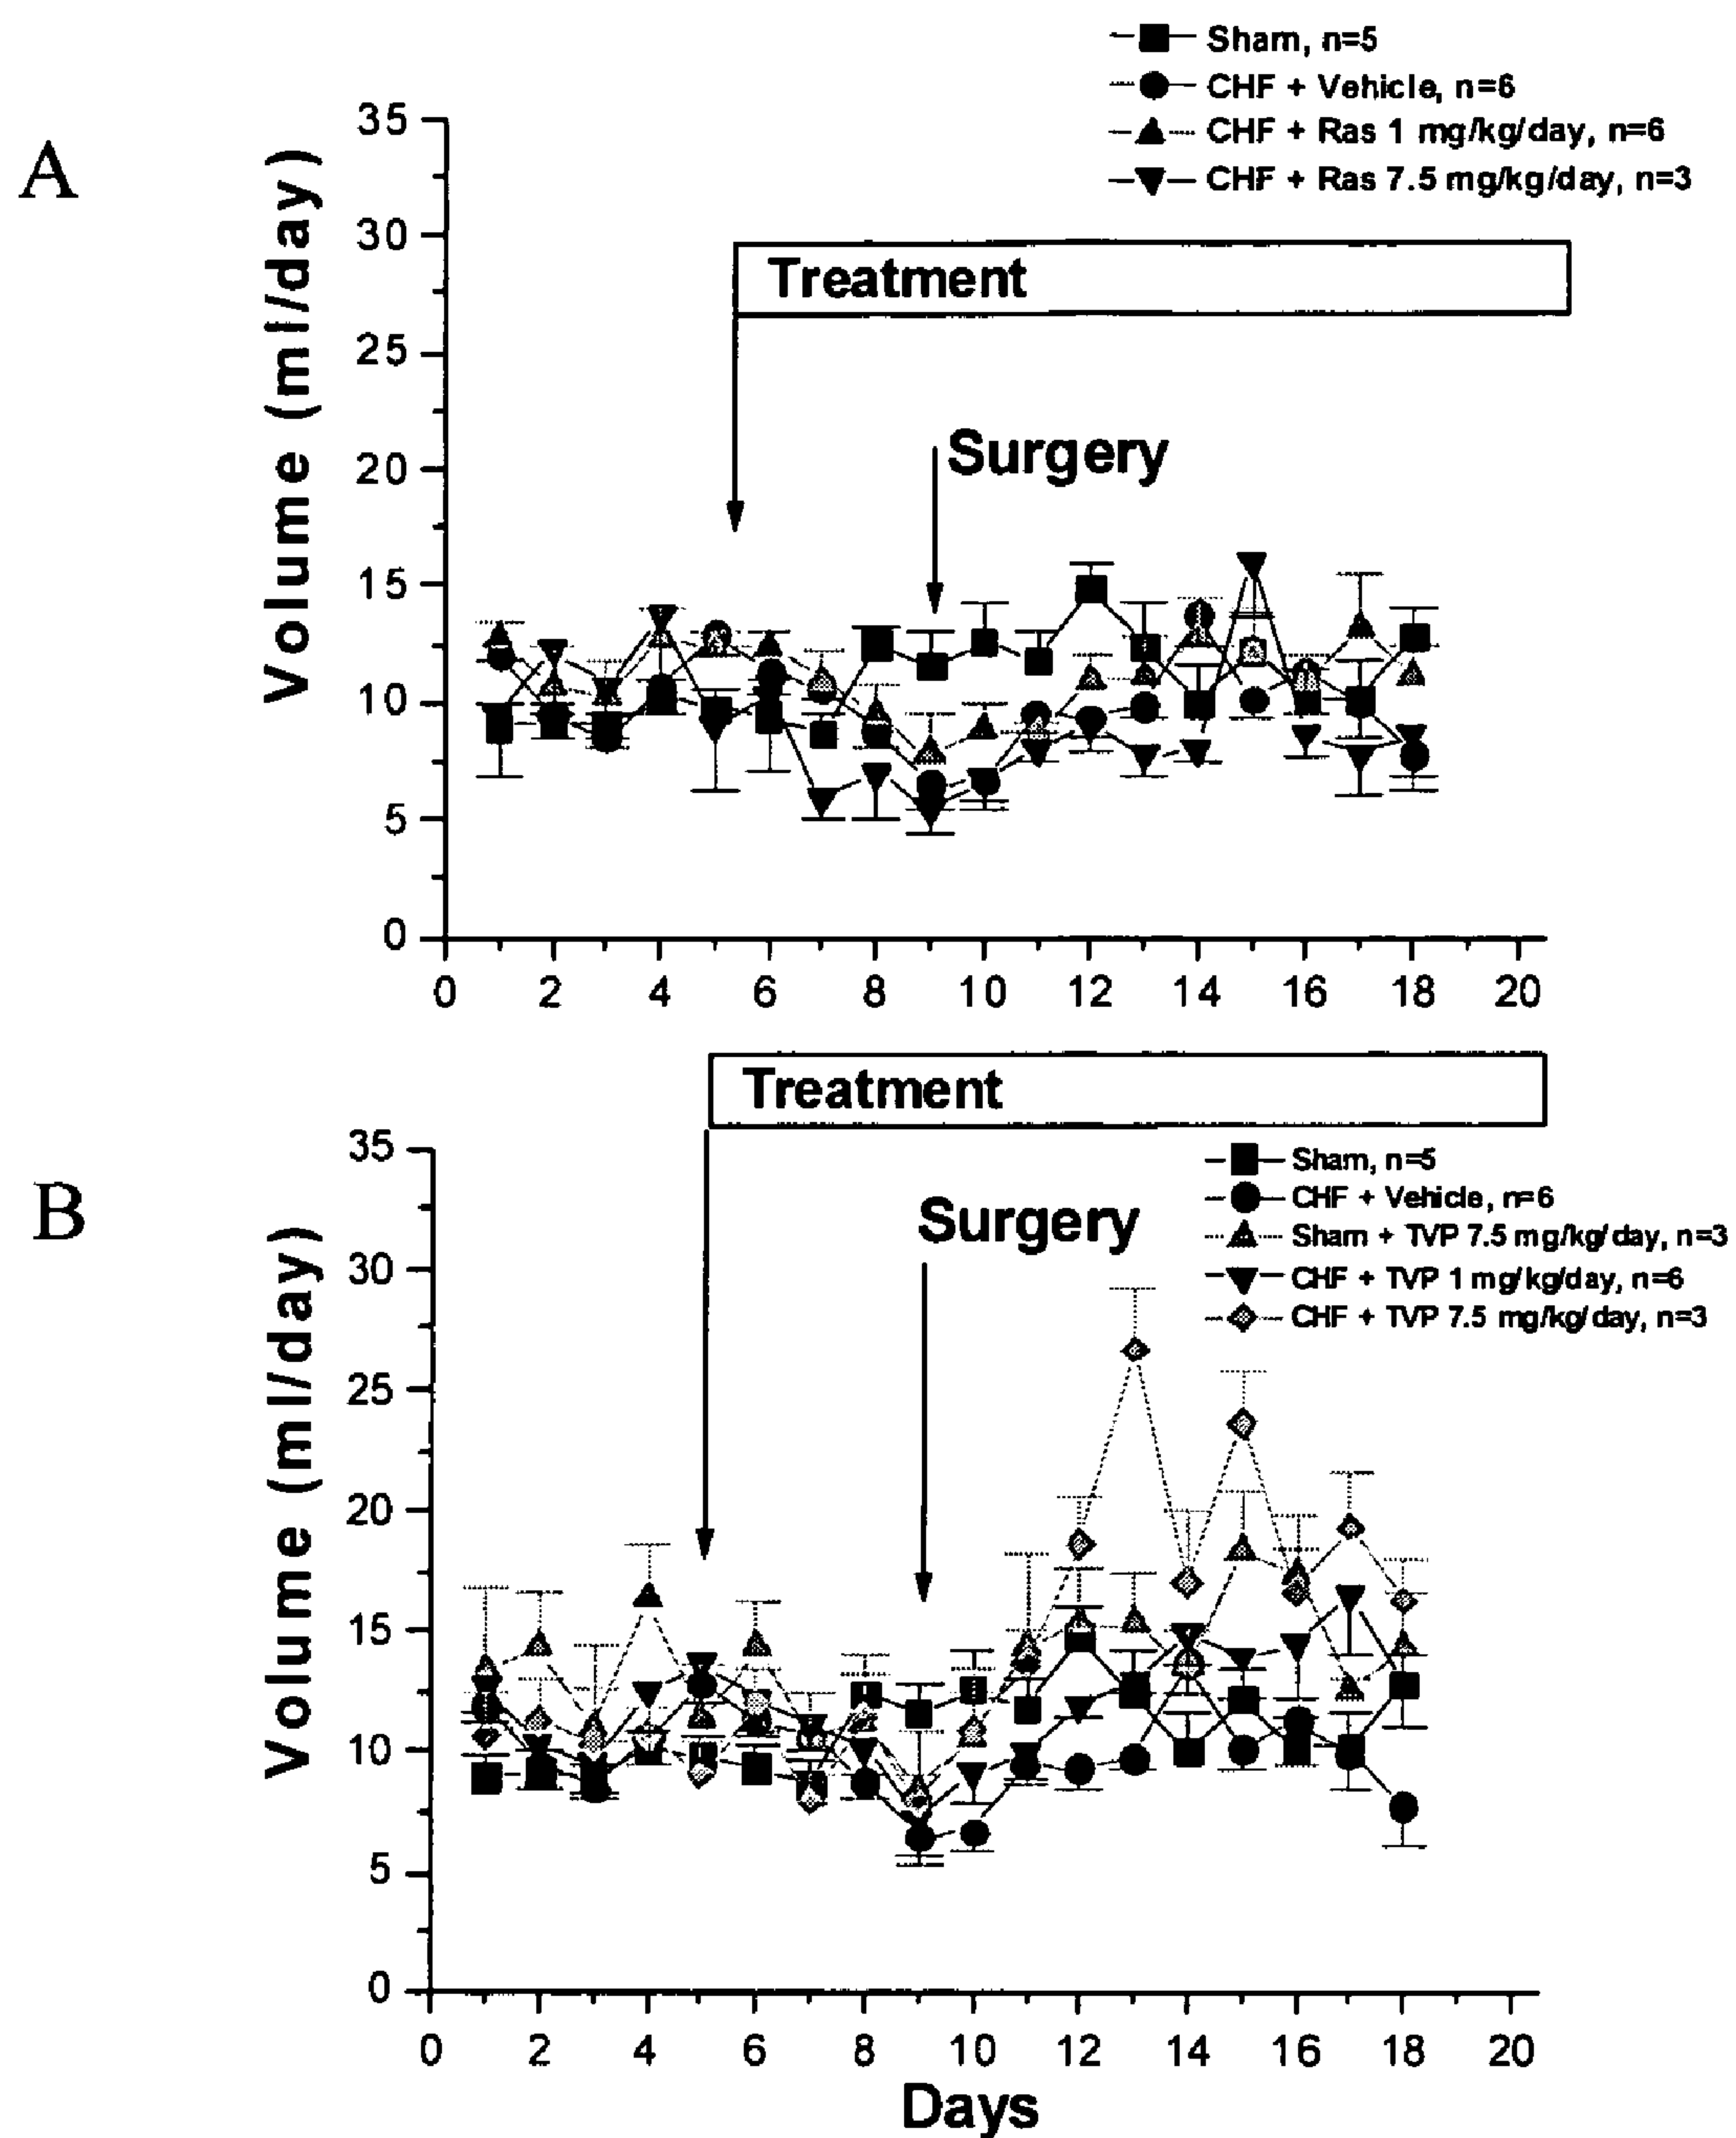 A
Sham, n=5
CHF + Vehicle, n=6
CHF + Ras 1 mg/kg/day, n=6
CHF + Ras 7.5 mg/kg/day, n=3
Volume (ml/day)
35
30
25
20
15
10
5
0
Treatment
Surgery
0 2 4 6 8 10 12 14 16 18 20
B
Treatment
Sham, n=5
CHF + Vehicle, n=6
Sham + TVP 7.5 mg/kg/day, n=3
CHF + TVP 1 mg/kg/day, n=6
CHF + TVP 7.5 mg/kg/day, n=3
Surgery
Volume (ml/day)
35
30
25
20
15
10
5
0
0 2 4 6 8 10 12 14 16 18 20
Days